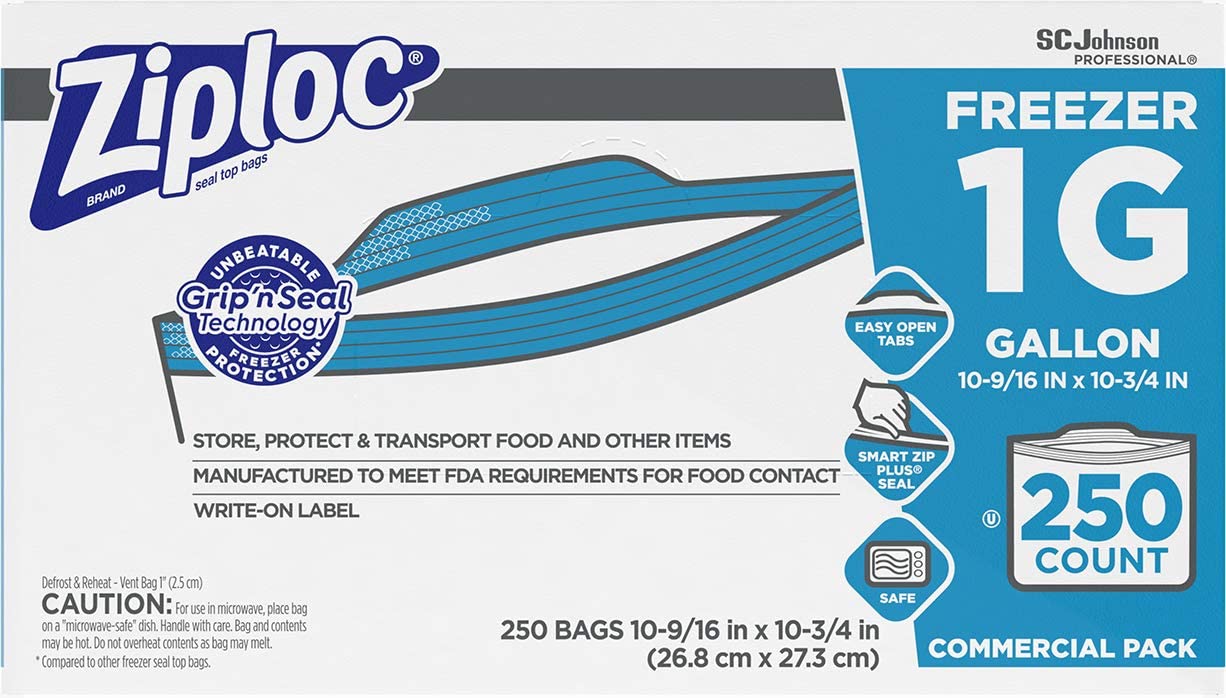 SCJohnson
PROFESSIONAL®
Ziploc®
BRAND
seal top bags
FREEZER
1G
GALLON
10-9/16 IN x 10-3/4 IN
UNBEATABLE
Grip'n Seal
Technology
FREEZER
PROTECTION*
EASY OPEN
TABS
SMART ZIP
PLUS®
SEAL
SAFE
STORE, PROTECT & TRANSPORT FOOD AND OTHER ITEMS
MANUFACTURED TO MEET FDA REQUIREMENTS FOR FOOD CONTACT
WRITE-ON LABEL
U
250
COUNT
Defrost & Reheat - Vent Bag 1" (2.5 cm)
CAUTION: For use in microwave, place bag
on a "microwave-safe" dish. Handle with care. Bag and contents
may be hot. Do not overheat contents as bag may melt.
* Compared to other freezer seal top bags.
250 BAGS 10-9/16 in x 10-3/4 in
(26.8 cm x 27.3 cm)
COMMERCIAL PACK